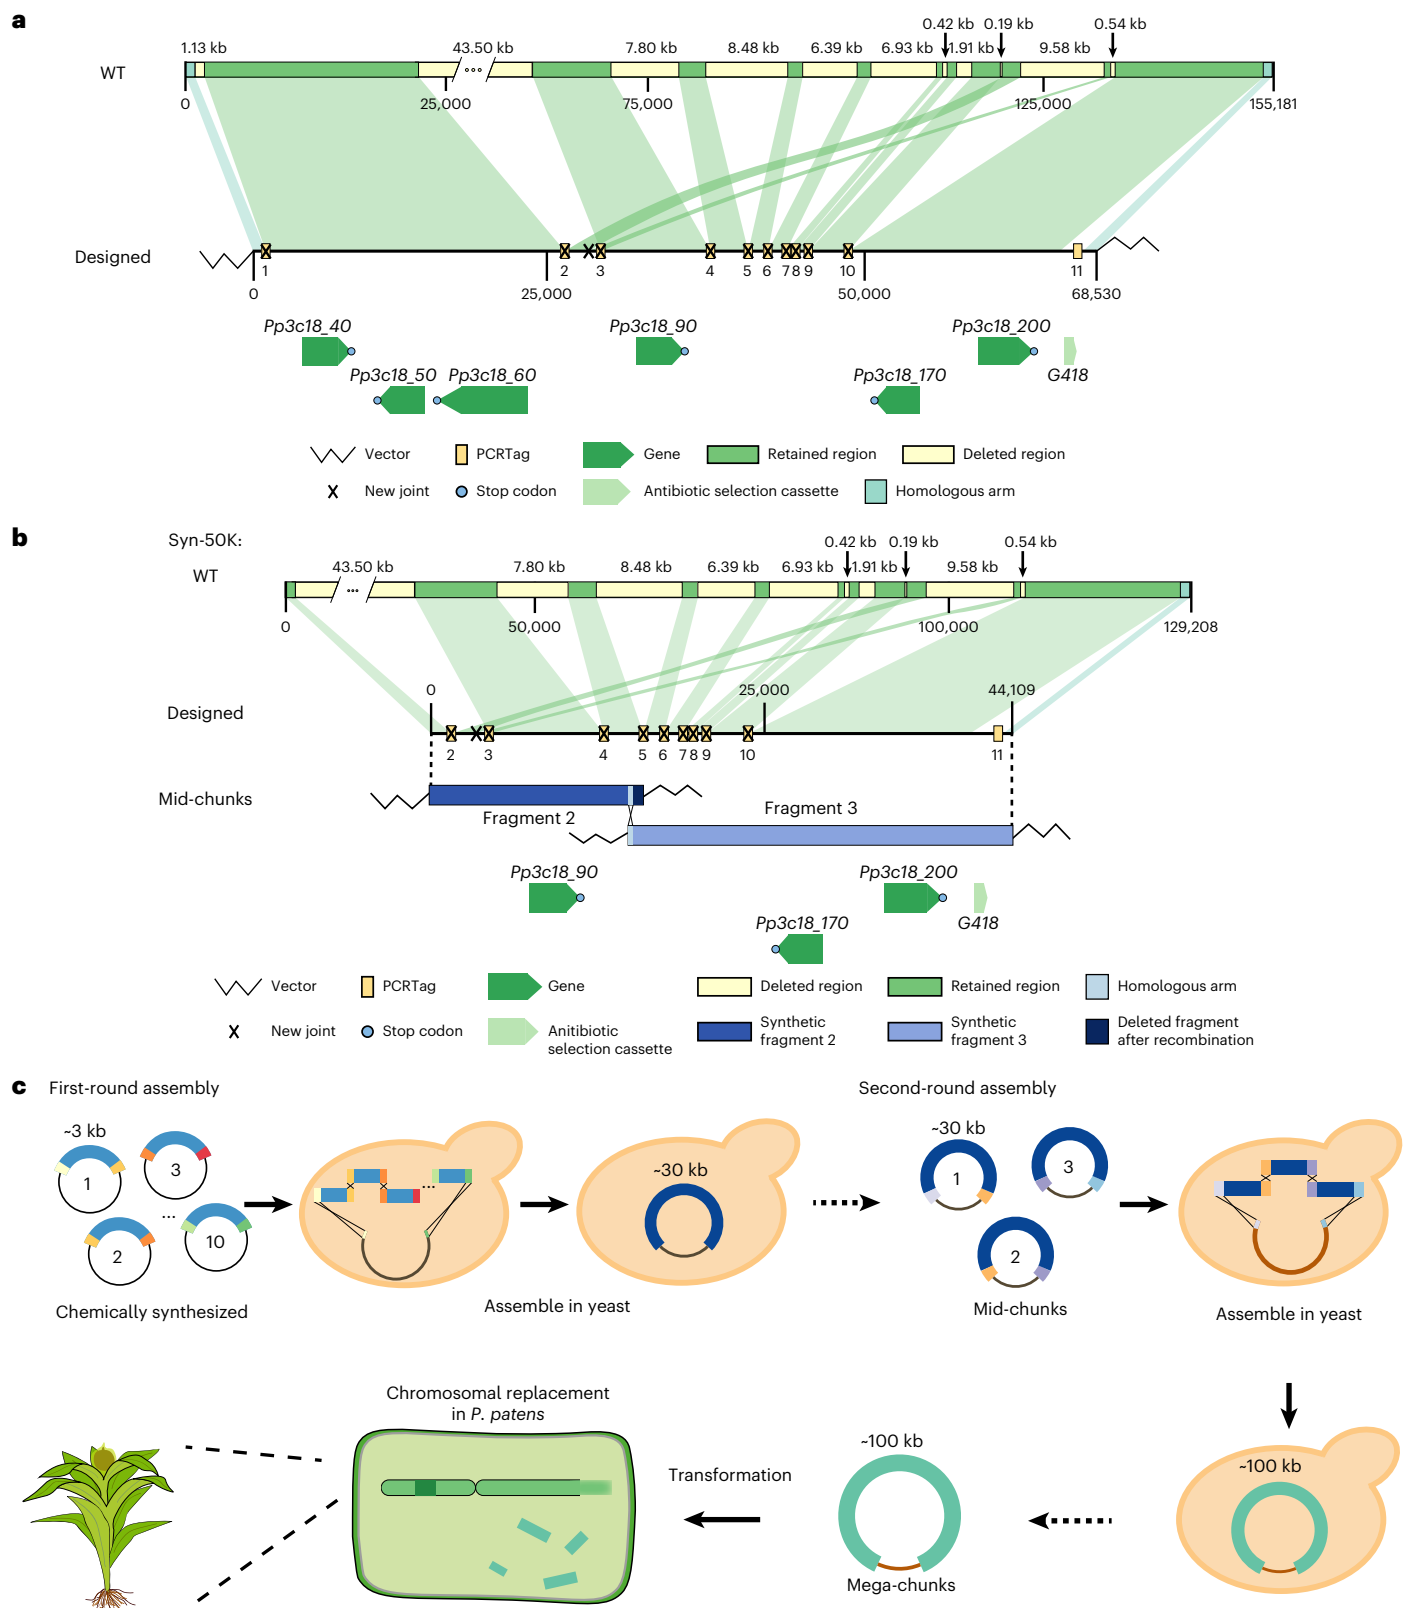 a
0.42 kb 0.19 kb 0.54 kb
1.13 kb 43.50 kb 7.80 kb 8.48 kb 6.39 kb 6.93 kb 1.91 kb 9.58 kb
WT
0 25,000 75,000 125,000 155,181
Designed
1 2 3 4 5 6 7 8 9 10 11
0 25,000 50,000 68,530
Pp3c18_40 Pp3c18_90 Pp3c18_200
Pp3c18_50 Pp3c18_60 Pp3c18_170 G418
Vector PCRTag Gene Retained region Deleted region
New joint Stop codon Antibiotic selection cassette Homologous arm
b
Syn-50K:
0.42 kb 0.19 kb 0.54 kb
43.50 kb 7.80 kb 8.48 kb 6.39 kb 6.93 kb 1.91 kb 9.58 kb
WT
...
0 50,000 100,000 129,208
0 25,000 44,109
Designed
2 3 4 5 6 7 8 9 10 11
Mid-chunks
Fragment 2 Fragment 3
Pp3c18_90 Pp3c18_200
Pp3c18_170 G418
Vector PCRTag Gene Deleted region Retained region Homologous arm
New joint Stop codon Anitibiotic selection cassette Synthetic fragment 2 Synthetic fragment 3 Deleted fragment after recombination
c
First-round assembly Second-round assembly
~3 kb
1 3
...
2 10
Chemically synthesized
...
~30 kb
Assemble in yeast
~30 kb
1 3
2
Mid-chunks
Assemble in yeast
Chromosomal replacement
in P. patens
Transformation
~100 kb
Mega-chunks
~100 kb